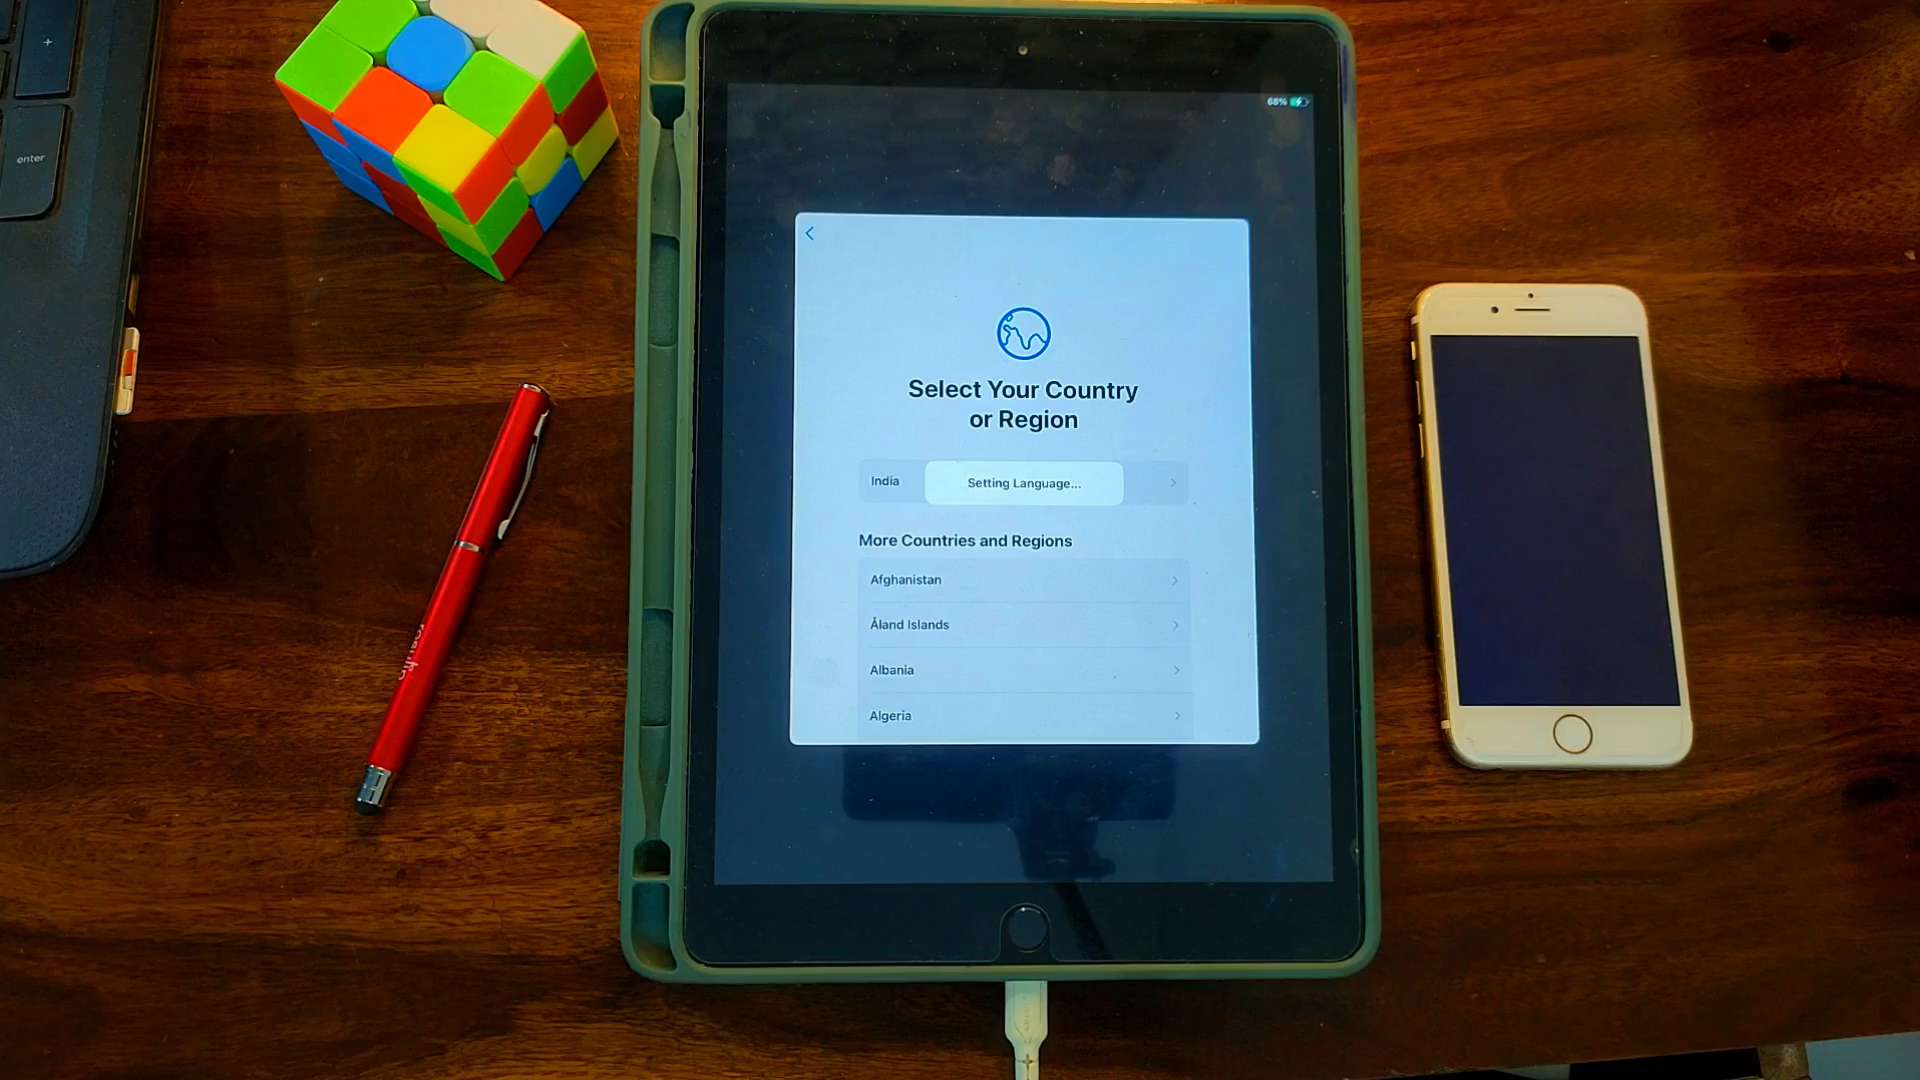 +
enter
68%
Select Your Country
or Region
India
Setting Language...
More Countries and Regions
Afghanistan
Åland Islands
Albania
Algeria